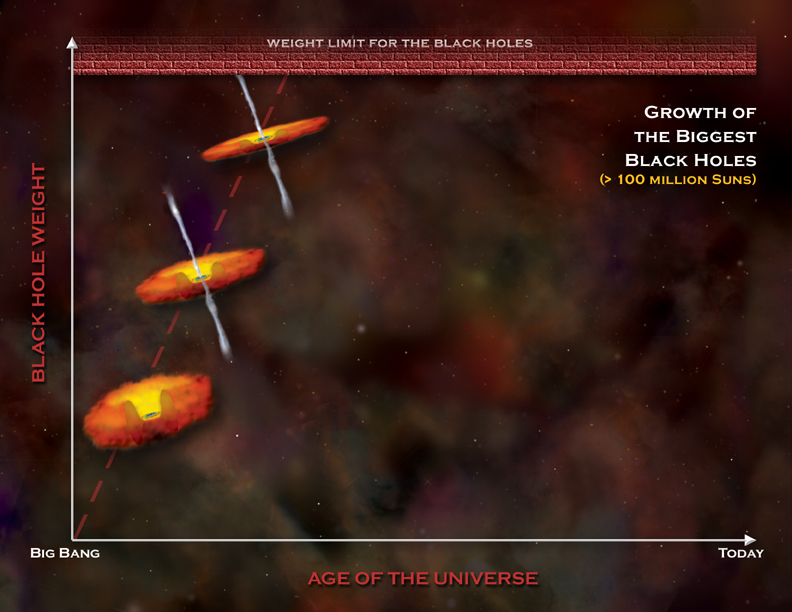 WEIGHT LIMIT FOR THE BLACK HOLES
GROWTH OF
THE BIGGEST
BLACK HOLES
(> 100 MILLION SUNS)
BLACK HOLE WEIGHT
BIG BANG
TODAY
AGE OF THE UNIVERSE